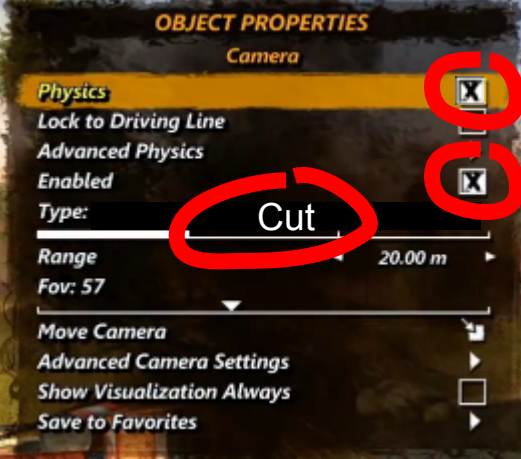 OBJECT PROPERTIES
Camera
Physics X
Lock to Driving Line
Advanced Physics
Enabled X
Type: Cut
Range 20.00 m
Fov: 57
Move Camera
Advanced Camera Settings
Show Visualization Always
Save to Favorites